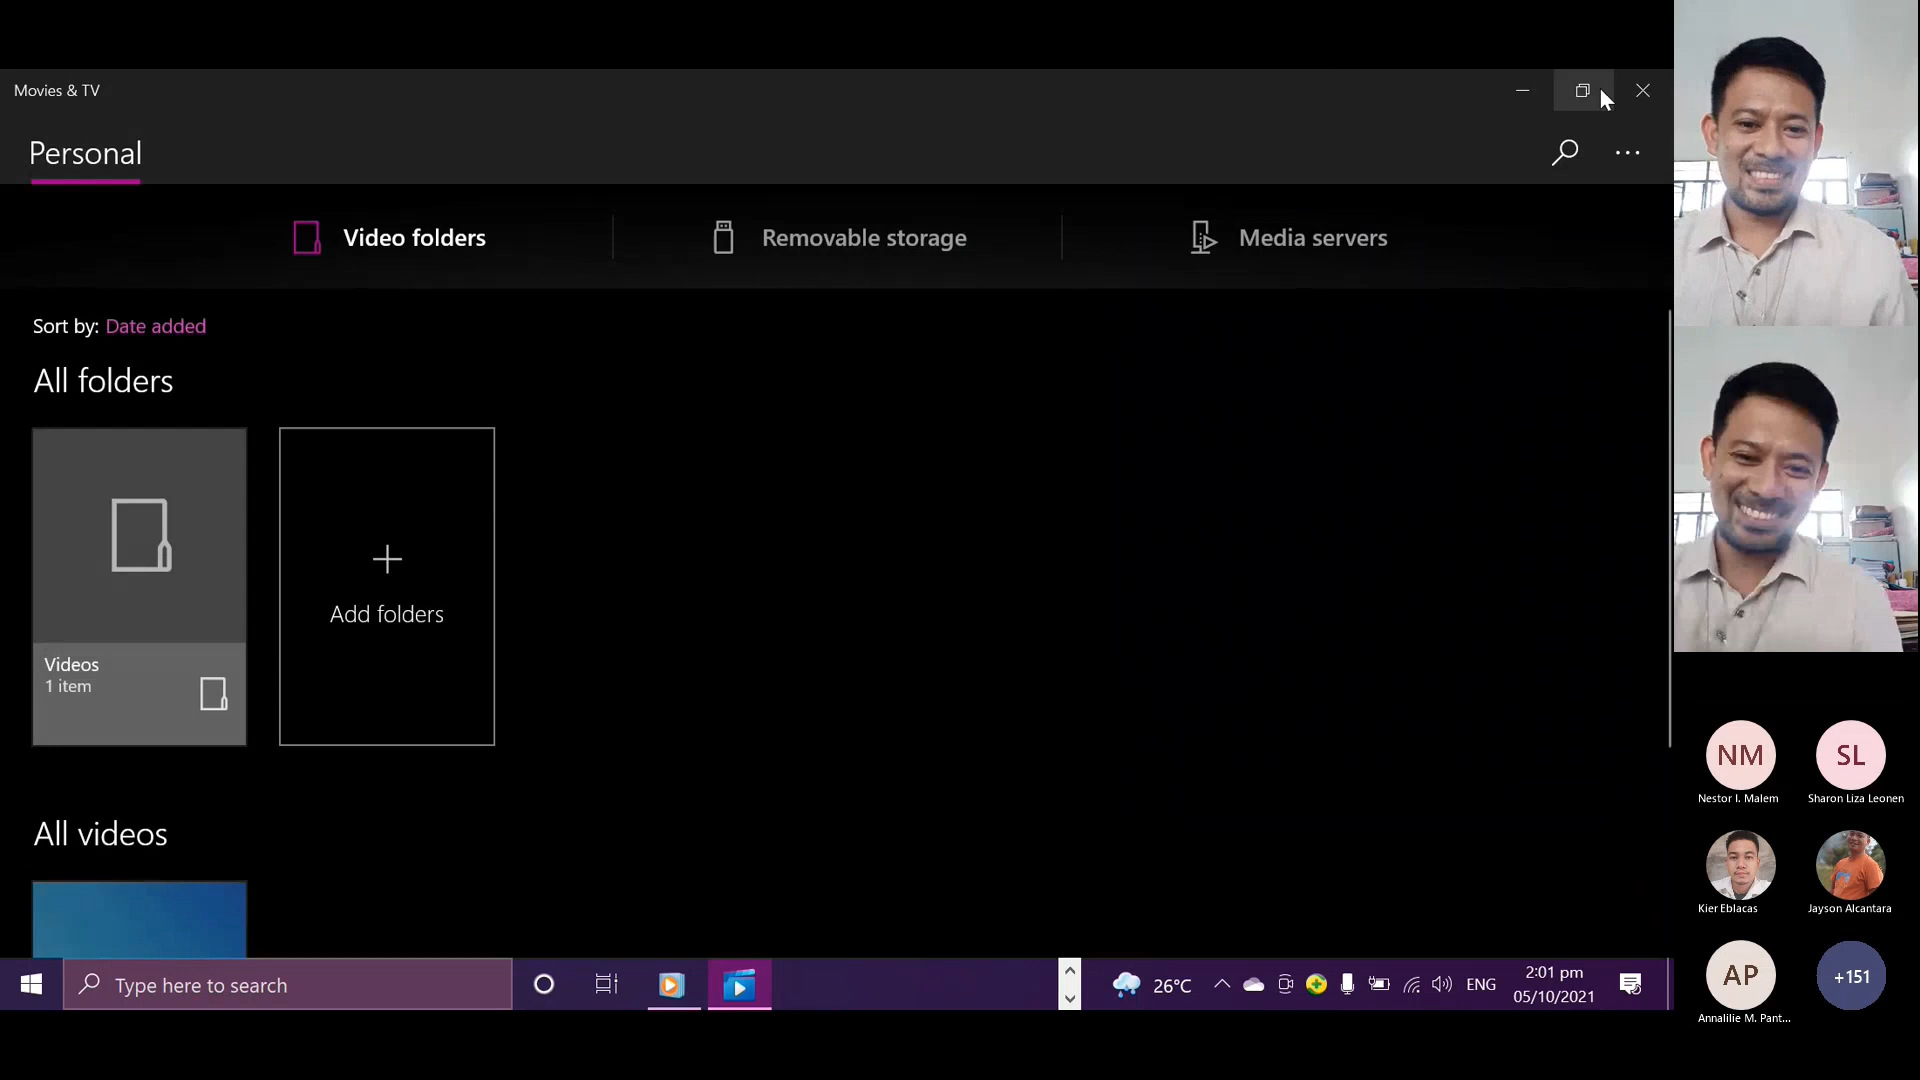 Movies & TV
Personal
Video folders
Removable storage
Media servers
Sort by: Date added
All folders
Add folders
Videos
1 item
All videos
Type here to search
26°C
ENG
2:01 pm
05/10/2021
NM
Nestor I. Malem
SL
Sharon Liza Leonen
Kier Eblacas
Jayson Alcantara
AP
Annalilie M. Pant...
+151